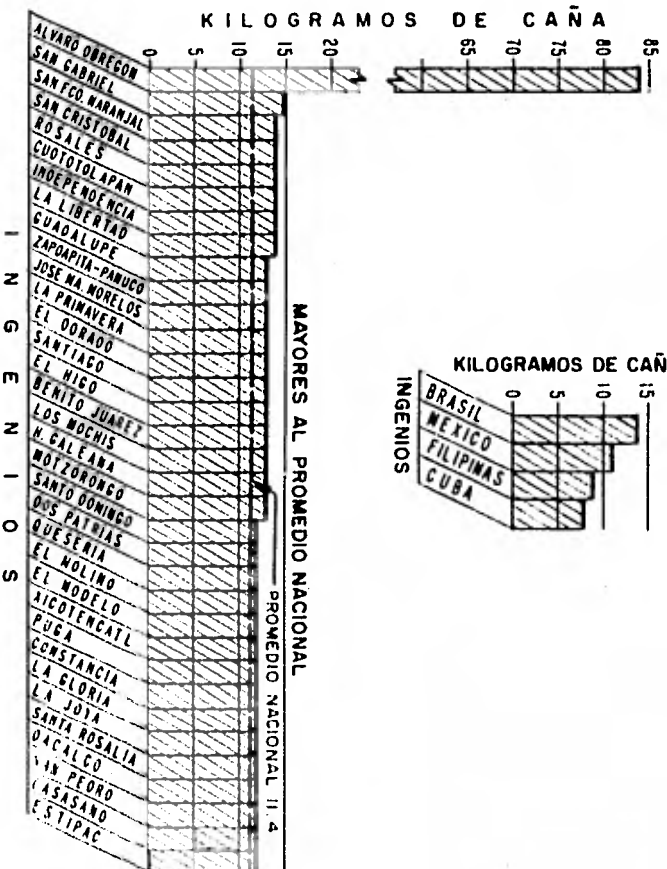 KILOGRAMOS DE CAÑA
0 5 10 15 20 65 70 75 80 85
ALVARO OBREGON
SAN GABRIEL
SAN FCO. NARANJAL
SAN CRISTOBAL
ROSALES
CUOTOTOLAPAN
INDEPENDENCIA
LA LIBERTAD
GUADALUPE
ZAPOAPITA-PANUCO
JOSE MA. MORELOS
LA PRIMAVERA
EL DORADO
SANTIAGO
EL HIGO
BENITO JUAREZ
LOS MOCHIS
H. GALEANA
MOTZORONGO
SANTO DOMINGO
DOS PATRIAS
QUESERIA
EL MOLINO
EL MODELO
XICOTENCATL
PUGA
CONSTANCIA
LA GLORIA
LA JOYA
SANTA ROSALIA
OACALCO
SAN PEDRO
CASASANO
ESTIPAC
INGENIOS
MAYORES AL PROMEDIO NACIONAL
PROMEDIO NACIONAL 11.4
KILOGRAMOS DE CAÑ
0 5 10 15
BRASIL
MEXICO
FILIPINAS
CUBA
INGENIOS